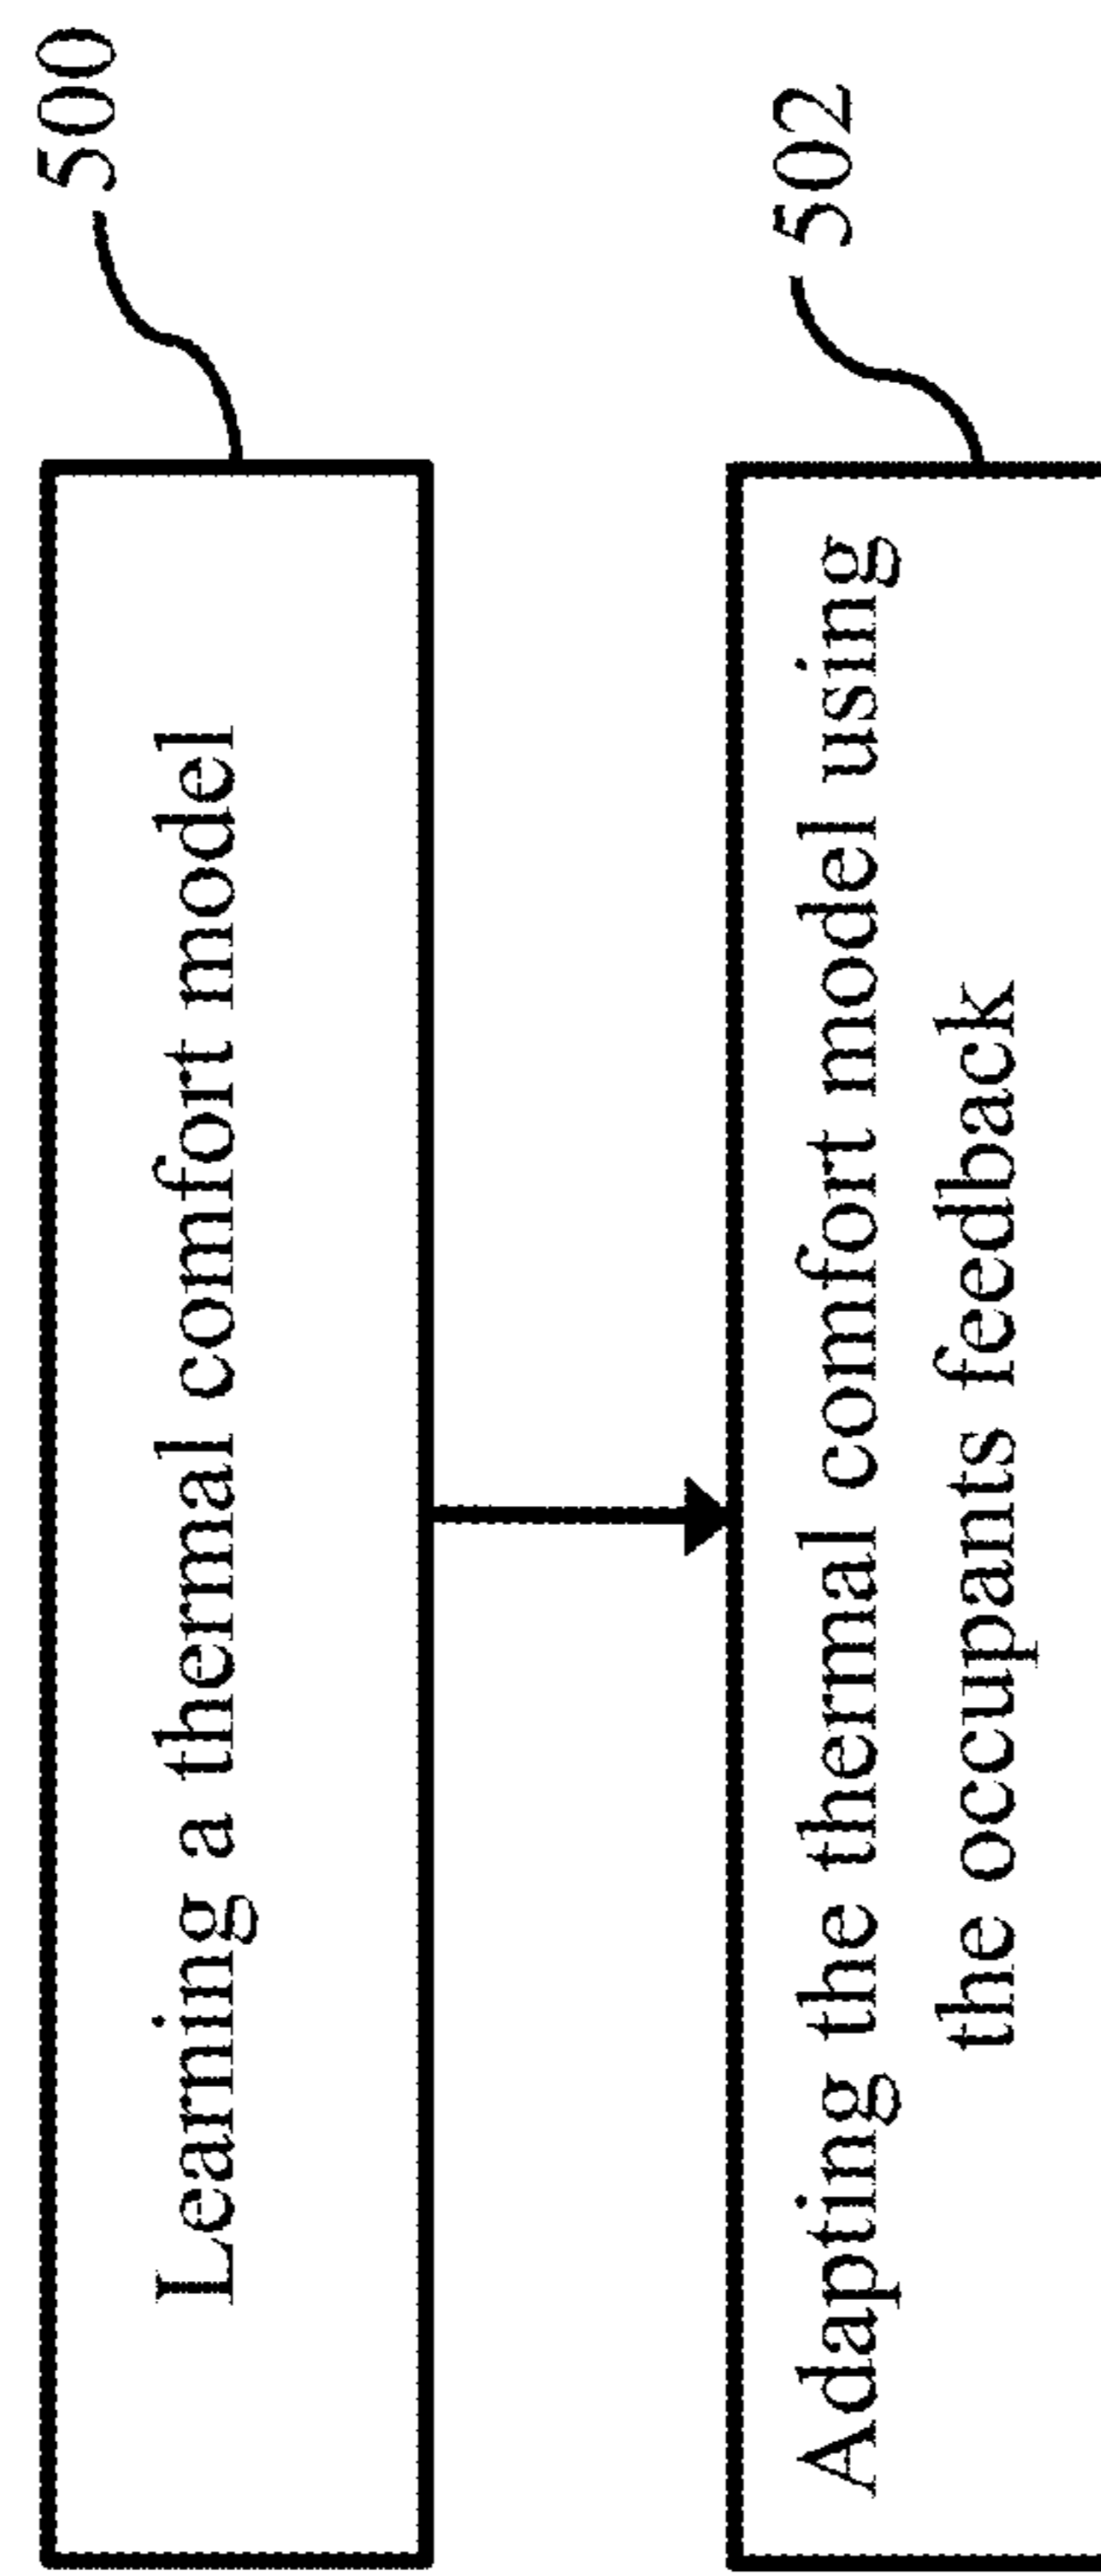 Learning a thermal comfort model
500
Adapting the thermal comfort model using
the occupants feedback
502